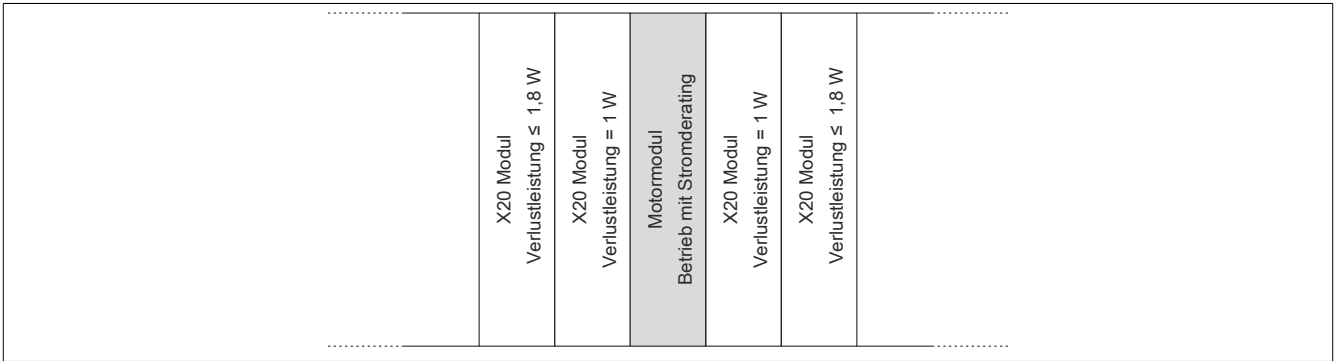 X20 Modul
Verlustleistung ≤ 1,8 W
X20 Modul
Verlustleistung = 1 W
Motormodul
Betrieb mit Stromderating
X20 Modul
Verlustleistung = 1 W
X20 Modul
Verlustleistung ≤ 1,8 W